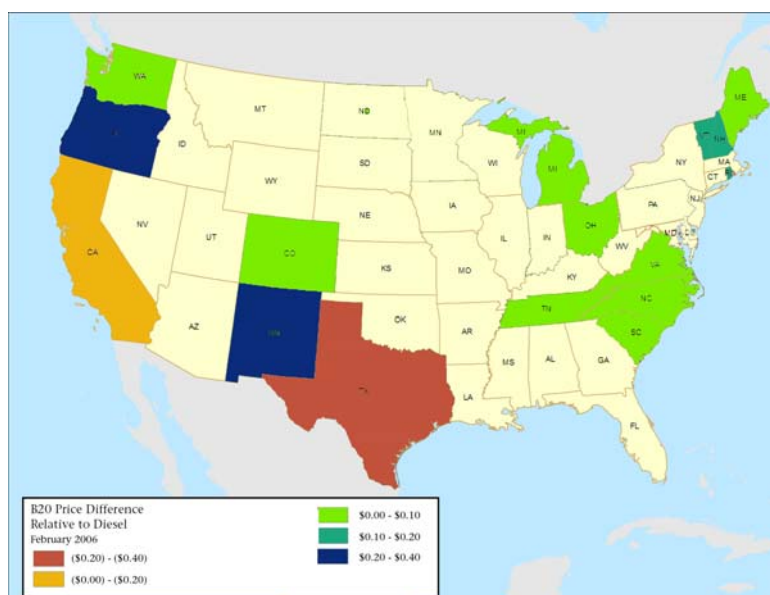 WA
ME
MT
ND
MN
VT NH
ID
SD
WI
MI
NY
MA
WY
MI
CT
IA
PA
NJ
NE
OH
NV
IL
IN
MD
UT
WV
CA
CO
VA
KS
MO
KY
NC
TN
OK
AZ
NM
AR
SC
MS
AL
GA
TX
LA
FL
B20 Price Difference
Relative to Diesel
February 2006
($0.20) - ($0.40)
($0.00) - ($0.20)
$0.00 - $0.10
$0.10 - $0.20
$0.20 - $0.40